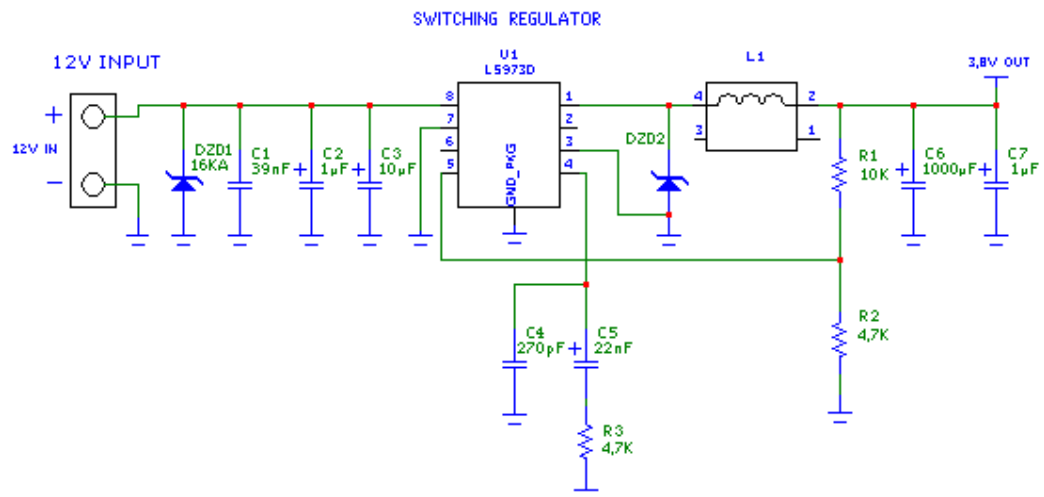 SWITCHING REGULATOR
12V INPUT
U1
L5973D
L1
3,8V OUT
+
12V IN
-
DZD1
16KA
C1
39nF
C2
+ 1µF
C3
+ 10µF
8
7
6
5
1
2
3
4
GND_PKG
DZD2
4
3
2
1
R1
10K
C6
+ 1000µF
C7
+ 1µF
R2
4,7K
C4
270pF
C5
+ 22nF
R3
4,7K